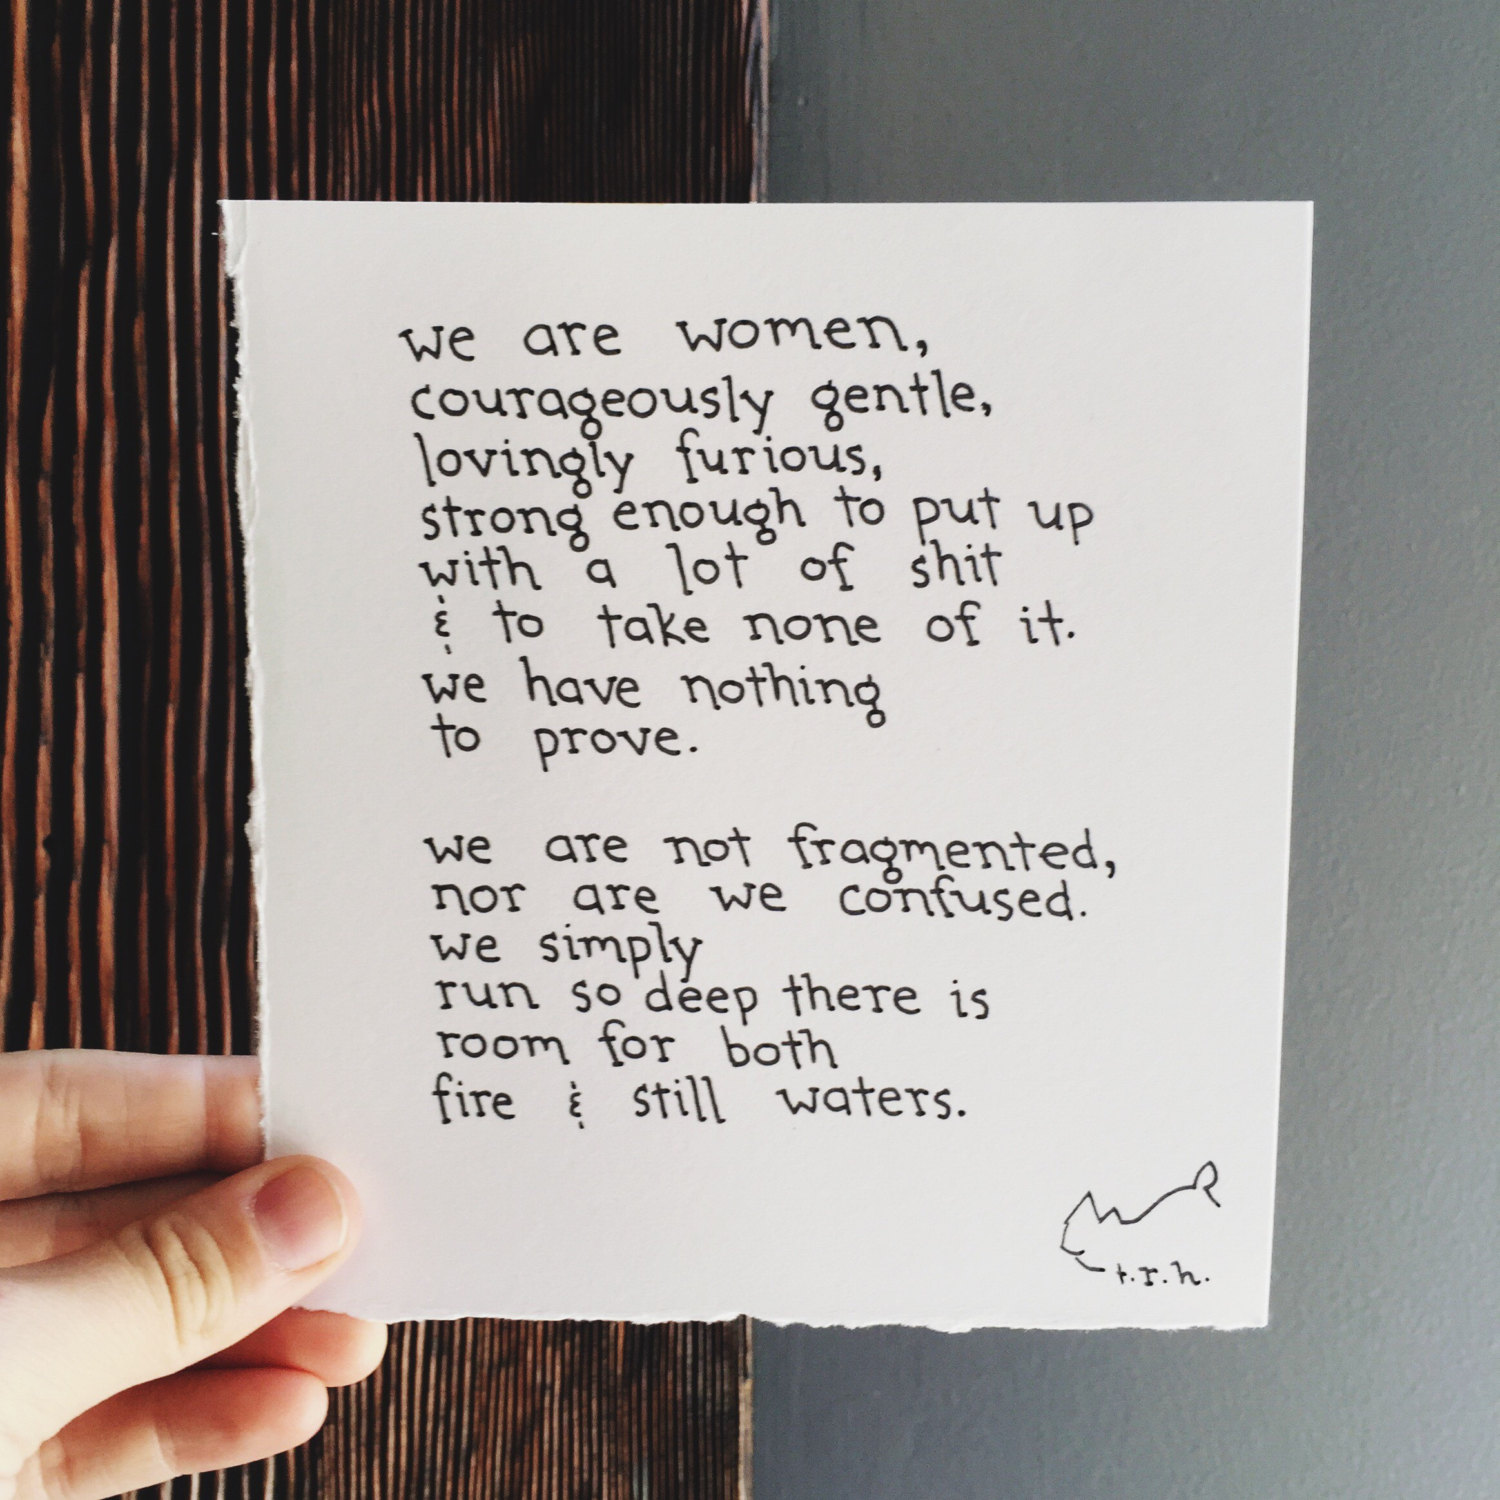 we are women,
courageously gentle,
lovingly furious,
strong enough to put up
with a lot of shit
& to take none of it.
we have nothing
to prove.
we are not fragmented,
nor are we confused.
we simply
run so deep there is
room for both
fire & still waters.
t.r.h.